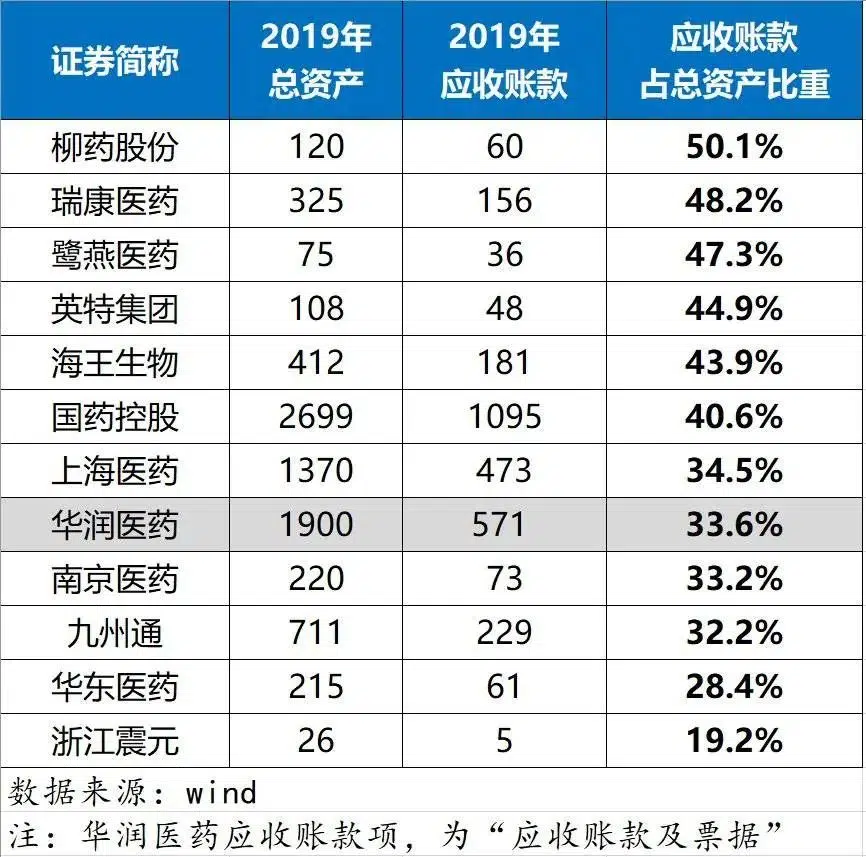 证券简称 2019年总资产 2019年应收账款 应收账款占总资产比重
柳药股份 120 60 50.1%
瑞康医药 325 156 48.2%
鹭燕医药 75 36 47.3%
英特集团 108 48 44.9%
海王生物 412 181 43.9%
国药控股 2699 1095 40.6%
上海医药 1370 473 34.5%
华润医药 1900 571 33.6%
南京医药 220 73 33.2%
九州通 711 229 32.2%
华东医药 215 61 28.4%
浙江震元 26 5 19.2%
数据来源：wind
注：华润医药应收账款项，为“应收账款及票据”